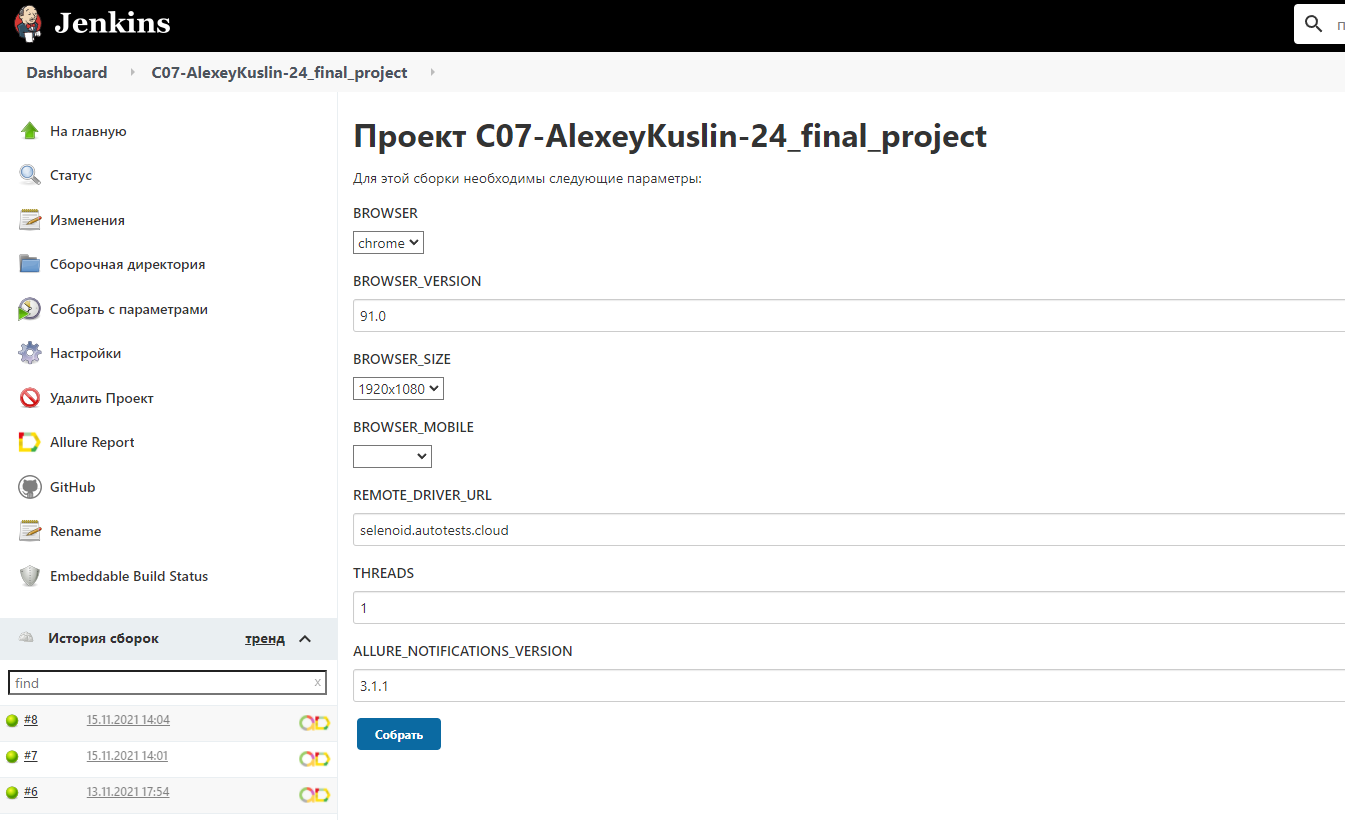 Jenkins
Dashboard
C07-AlexeyKuslin-24_final_project
На главную
Статус
Изменения
Сборочная директория
Собрать с параметрами
Настройки
Удалить Проект
Allure Report
GitHub
Rename
Embeddable Build Status
История сборок
тренд
find x
#8 15.11.2021 14:04
#7 15.11.2021 14:01
#6 13.11.2021 17:54
Проект C07-AlexeyKuslin-24_final_project
Для этой сборки необходимы следующие параметры:
BROWSER
chrome
BROWSER_VERSION
91.0
BROWSER_SIZE
1920x1080
BROWSER_MOBILE
REMOTE_DRIVER_URL
selenoid.autotests.cloud
THREADS
1
ALLURE_NOTIFICATIONS_VERSION
3.1.1
Собрать